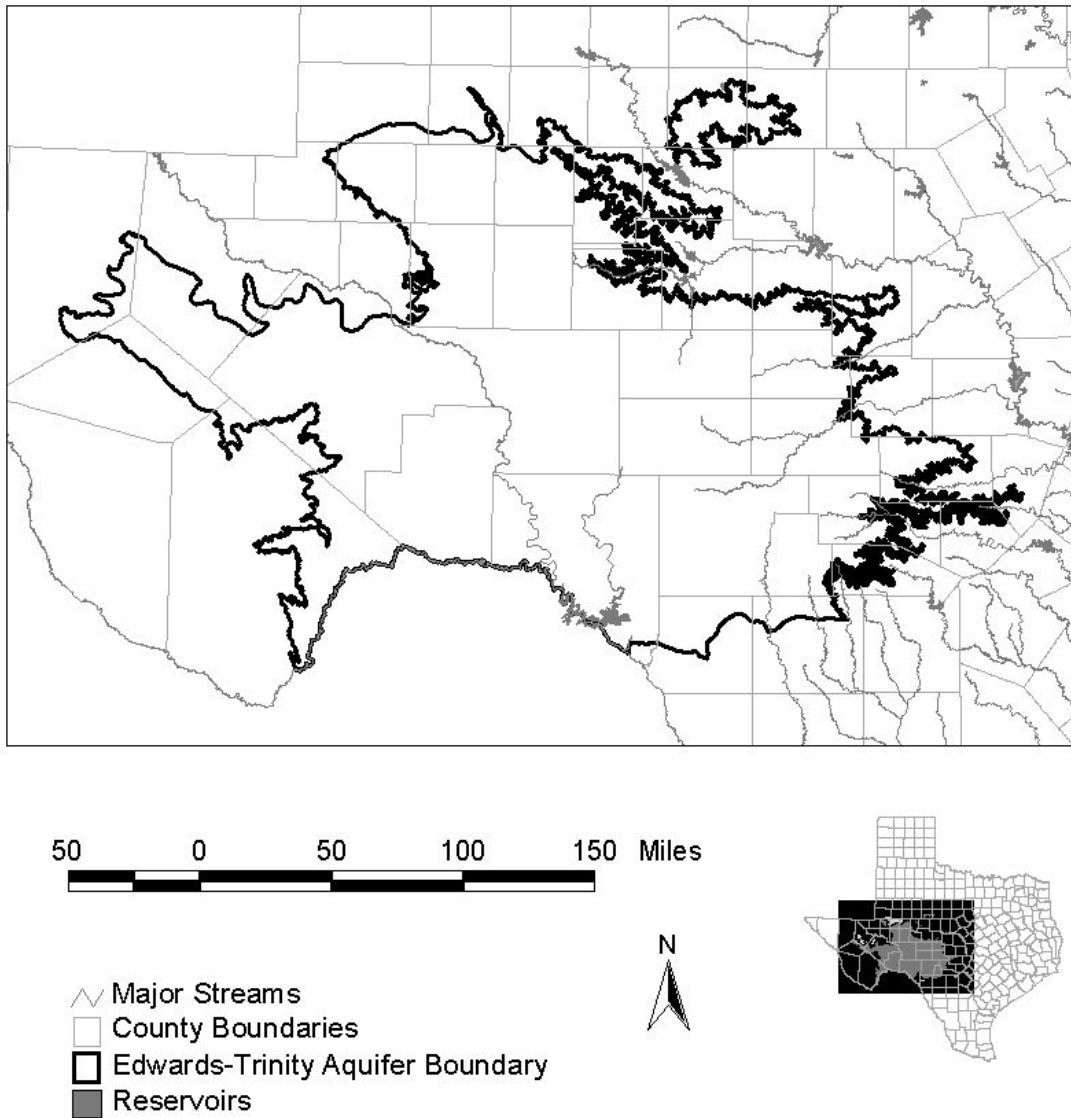 50 0 50 100 150 Miles
N
Major Streams
County Boundaries
Edwards-Trinity Aquifer Boundary
Reservoirs